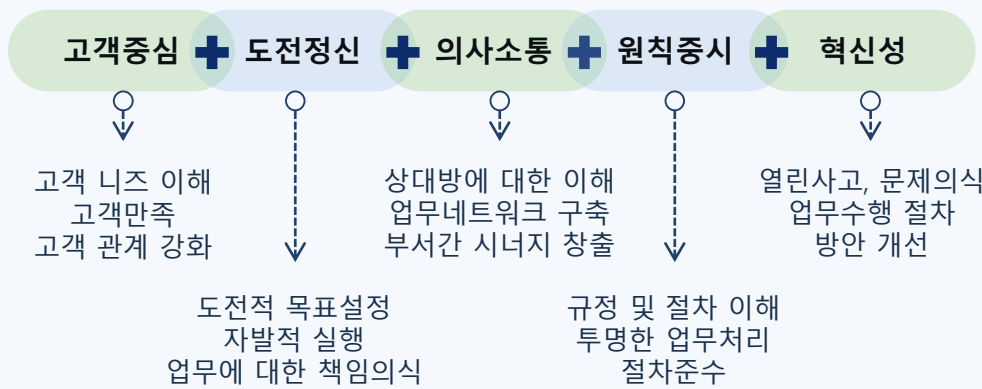 고객중심 + 도전정신 + 의사소통 + 원칙중시 + 혁신성
고객 니즈 이해
고객만족
고객 관계 강화
도전적 목표설정
자발적 실행
업무에 대한 책임의식
상대방에 대한 이해
업무네트워크 구축
부서간 시너지 창출
규정 및 절차 이해
투명한 업무처리
절차준수
열린사고, 문제의식
업무수행 절차
방안 개선